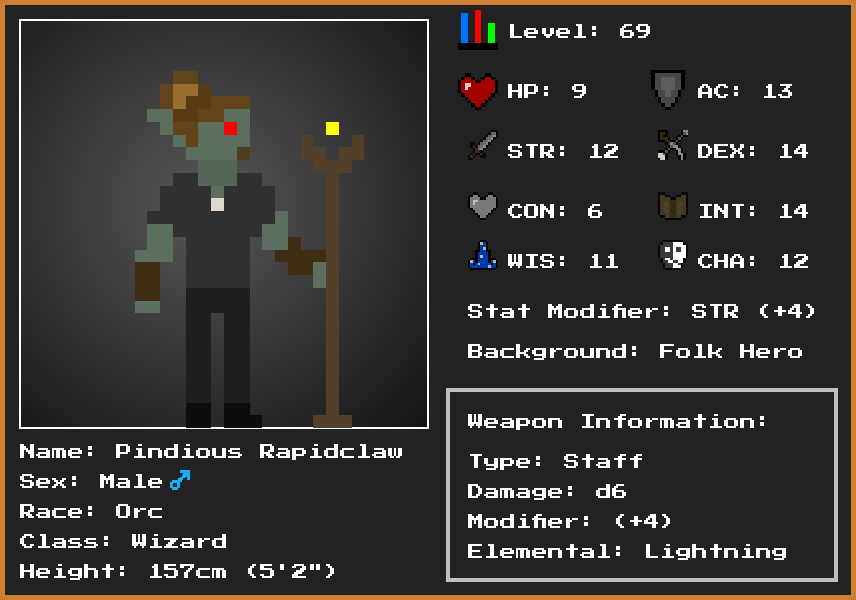 Level: 69
HP: 9 AC: 13
STR: 12 DEX: 14
CON: 6 INT: 14
WIS: 11 CHA: 12
Stat Modifier: STR (+4)
Background: Folk Hero
Weapon Information:
Type: Staff
Damage: d6
Modifier: (+4)
Elemental: Lightning
Name: Pindious Rapidclaw
Sex: Male♂
Race: Orc
Class: Wizard
Height: 157cm (5'2")